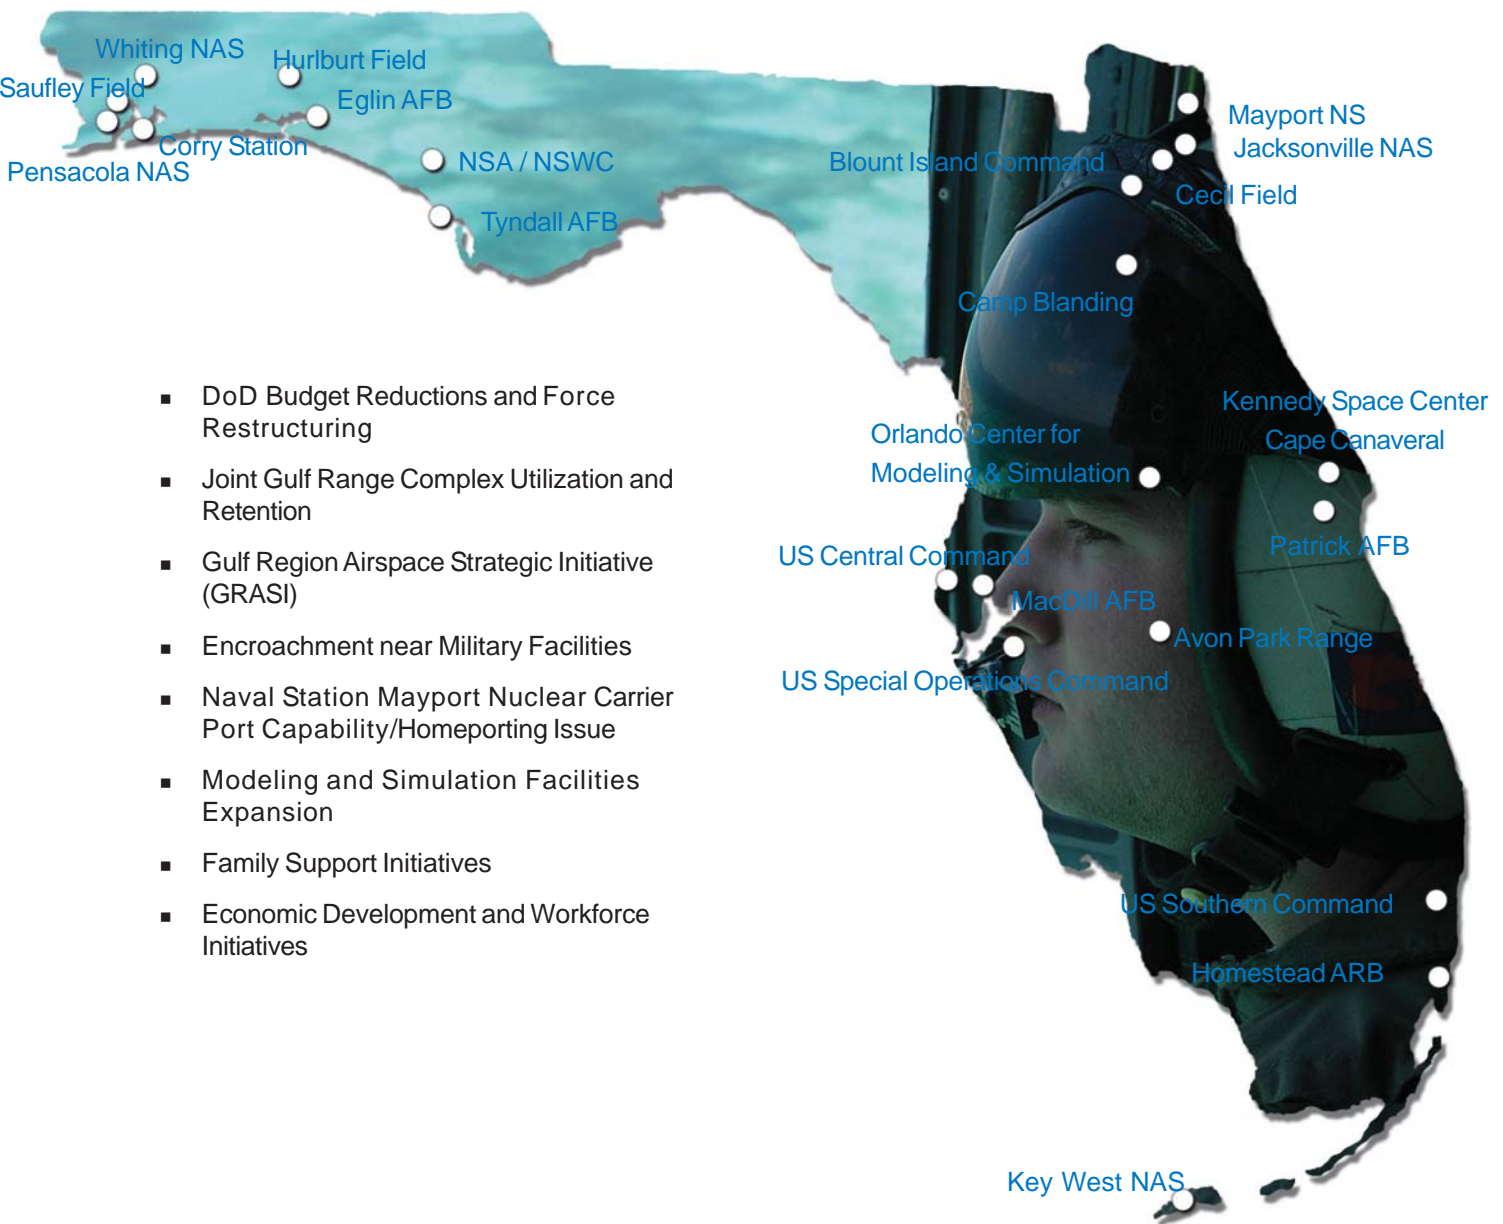 Whiting NAS
Hurlburt Field
Saufley Field
Eglin AFB
Corry Station
Pensacola NAS
NSA / NSWC
Tyndall AFB
Mayport NS
Jacksonville NAS
Blount Island Command
Cecil Field
Camp Blanding
Kennedy Space Center
Cape Canaveral
Orlando Center for
Modeling & Simulation
Patrick AFB
US Central Command
MacDill AFB
Avon Park Range
US Special Operations Command
US Southern Command
Homestead ARB
Key West NAS
▪ DoD Budget Reductions and Force
Restructuring
▪ Joint Gulf Range Complex Utilization and
Retention
▪ Gulf Region Airspace Strategic Initiative
(GRASI)
▪ Encroachment near Military Facilities
▪ Naval Station Mayport Nuclear Carrier
Port Capability/Homeporting Issue
▪ Modeling and Simulation Facilities
Expansion
▪ Family Support Initiatives
▪ Economic Development and Workforce
Initiatives